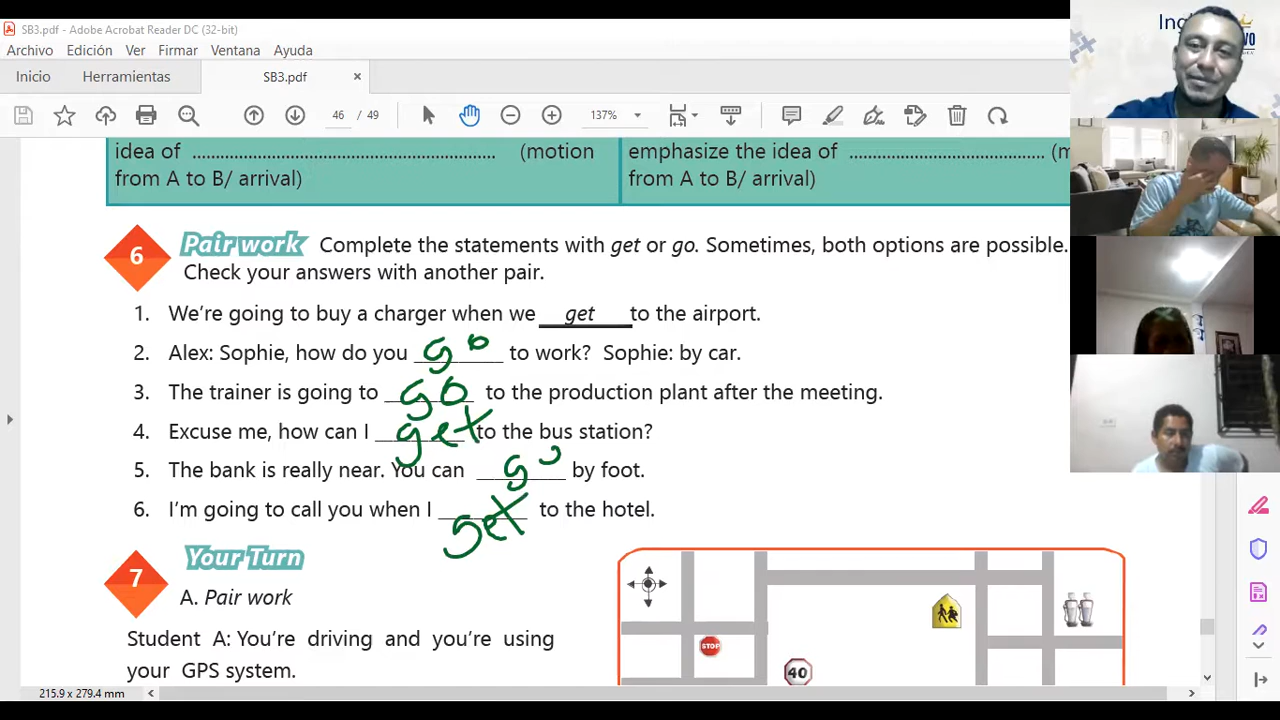 SB3.pdf - Adobe Acrobat Reader DC (32-bit)
Archivo Edición Ver Firmar Ventana Ayuda
Inicio Herramientas SB3.pdf ×
46 / 49 137%
idea of ................................................................ (motion
from A to B/ arrival)
emphasize the idea of ..........................................
from A to B/ arrival)
6 Pair work Complete the statements with get or go. Sometimes, both options are possible.
Check your answers with another pair.
1. We're going to buy a charger when we get to the airport.
2. Alex: Sophie, how do you go to work? Sophie: by car.
3. The trainer is going to go to the production plant after the meeting.
4. Excuse me, how can I get to the bus station?
5. The bank is really near. You can go by foot.
6. I'm going to call you when I get to the hotel.
7 Your Turn
A. Pair work
Student A: You're driving and you're using
your GPS system.
STOP
40
215.9 x 279.4 mm